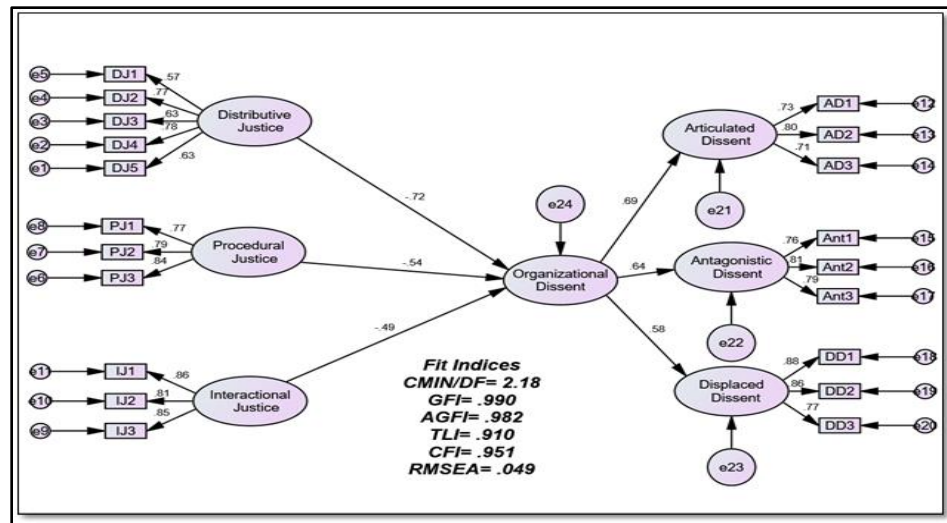 e5
DJ1
.57
e4
DJ2
.77
e3
DJ3
.63
e2
DJ4
.78
e1
DJ5
.63
Distributive
Justice
-.72
e8
PJ1
.77
e7
PJ2
.79
e6
PJ3
.84
Procedural
Justice
-.54
e11
IJ1
.86
e10
IJ2
.81
e9
IJ3
.85
Interactional
Justice
-.49
e24
Organizational
Dissent
.69
.64
.58
Articulated
Dissent
e21
.73
AD1
e12
.80
AD2
e13
.71
AD3
e14
Antagonistic
Dissent
e22
.76
Ant1
e15
.81
Ant2
e16
.79
Ant3
e17
Displaced
Dissent
e23
.88
DD1
e18
.86
DD2
e19
.77
DD3
e20
Fit Indices
CMIN/DF= 2.18
GFI= .990
AGFI= .982
TLI= .910
CFI= .951
RMSEA= .049